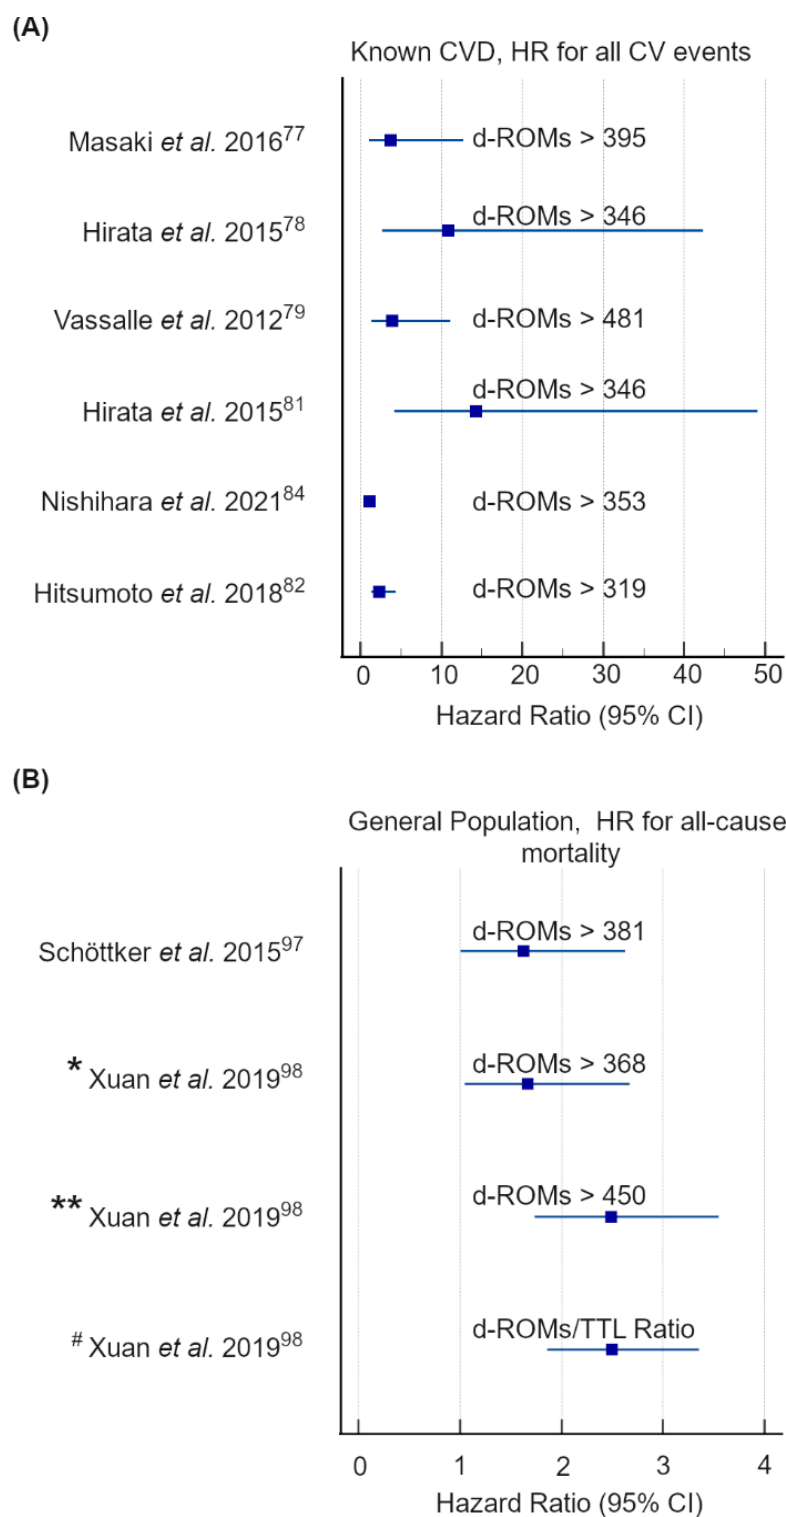 (A)
Known CVD, HR for all CV events
Masaki et al. 201677
d-ROMs > 395
Hirata et al. 201578
d-ROMs > 346
Vassalle et al. 201279
d-ROMs > 481
Hirata et al. 201581
d-ROMs > 346
Nishihara et al. 202184
d-ROMs > 353
Hitsumoto et al. 201882
d-ROMs > 319
0 10 20 30 40 50
Hazard Ratio (95% CI)
(B)
General Population, HR for all-cause
mortality
Schöttker et al. 201597
d-ROMs > 381
* Xuan et al. 201998
d-ROMs > 368
** Xuan et al. 201998
d-ROMs > 450
# Xuan et al. 201998
d-ROMs/TTL Ratio
0 1 2 3 4
Hazard Ratio (95% CI)